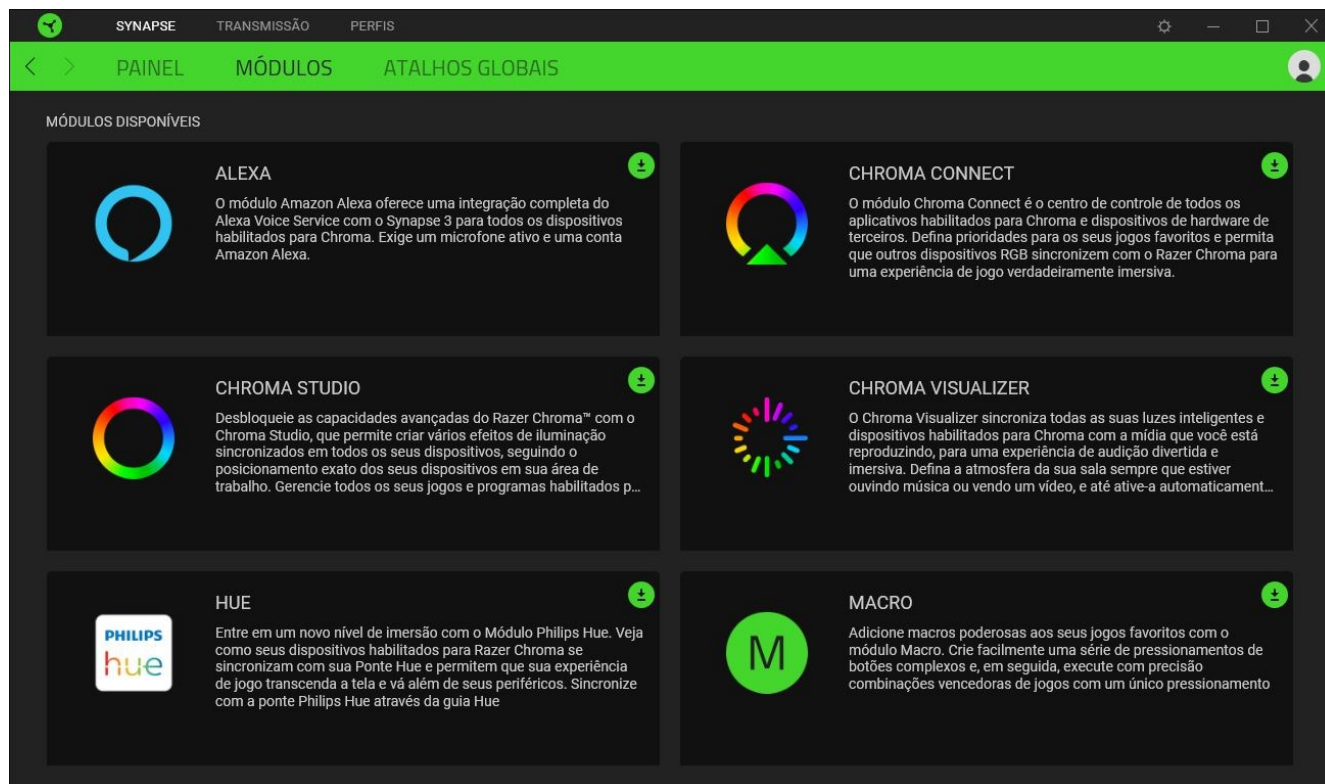 SYNAPSE TRANSMISSÃO PERFIS
PAINEL MÓDULOS ATALHOS GLOBAIS
MÓDULOS DISPONÍVEIS
ALEXA
O módulo Amazon Alexa oferece uma integração completa do
Alexa Voice Service com o Synapse 3 para todos os dispositivos
habilitados para Chroma. Exige um microfone ativo e uma conta
Amazon Alexa.
CHROMA CONNECT
O módulo Chroma Connect é o centro de controle de todos os
aplicativos habilitados para Chroma e dispositivos de hardware de
terceiros. Defina prioridades para os seus jogos favoritos e permita
que outros dispositivos RGB sincronizem com o Razer Chroma para
uma experiência de jogo verdadeiramente imersiva.
CHROMA STUDIO
Desbloqueie as capacidades avançadas do Razer Chroma™ com o
Chroma Studio, que permite criar vários efeitos de iluminação
sincronizados em todos os seus dispositivos, seguindo o
posicionamento exato dos seus dispositivos em sua área de
trabalho. Gerencie todos os seus jogos e programas habilitados p...
CHROMA VISUALIZER
O Chroma Visualizer sincroniza todas as suas luzes inteligentes e
dispositivos habilitados para Chroma com a mídia que você está
reproduzindo, para uma experiência de audição divertida e
imersiva. Defina a atmosfera da sua sala sempre que estiver
ouvindo música ou vendo um vídeo, e até ative-a automaticament...
PHILIPS
hue
HUE
Entre em um novo nível de imersão com o Módulo Philips Hue. Veja
como seus dispositivos habilitados para Razer Chroma se
sincronizam com sua Ponte Hue e permitem que sua experiência
de jogo transcenda a tela e vá além de seus periféricos. Sincronize
com a ponte Philips Hue através da guia Hue
M
MACRO
Adicione macros poderosas aos seus jogos favoritos com o
módulo Macro. Crie facilmente uma série de pressionamentos de
botões complexos e, em seguida, execute com precisão
combinações vencedoras de jogos com um único pressionamento